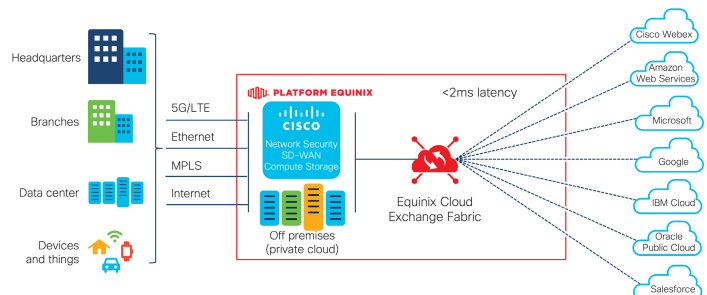 Headquarters
Branches
Data center
Devices
and things
5G/LTE
Ethernet
MPLS
Internet
PLATFORM EQUINIX
<2ms latency
CISCO
Network Security
SD-WAN
Compute Storage
Off premises
(private cloud)
Equinix Cloud
Exchange Fabric
Cisco Webex
Amazon
Web Services
Microsoft
Google
IBM Cloud
Oracle
Public Cloud
Salesforce